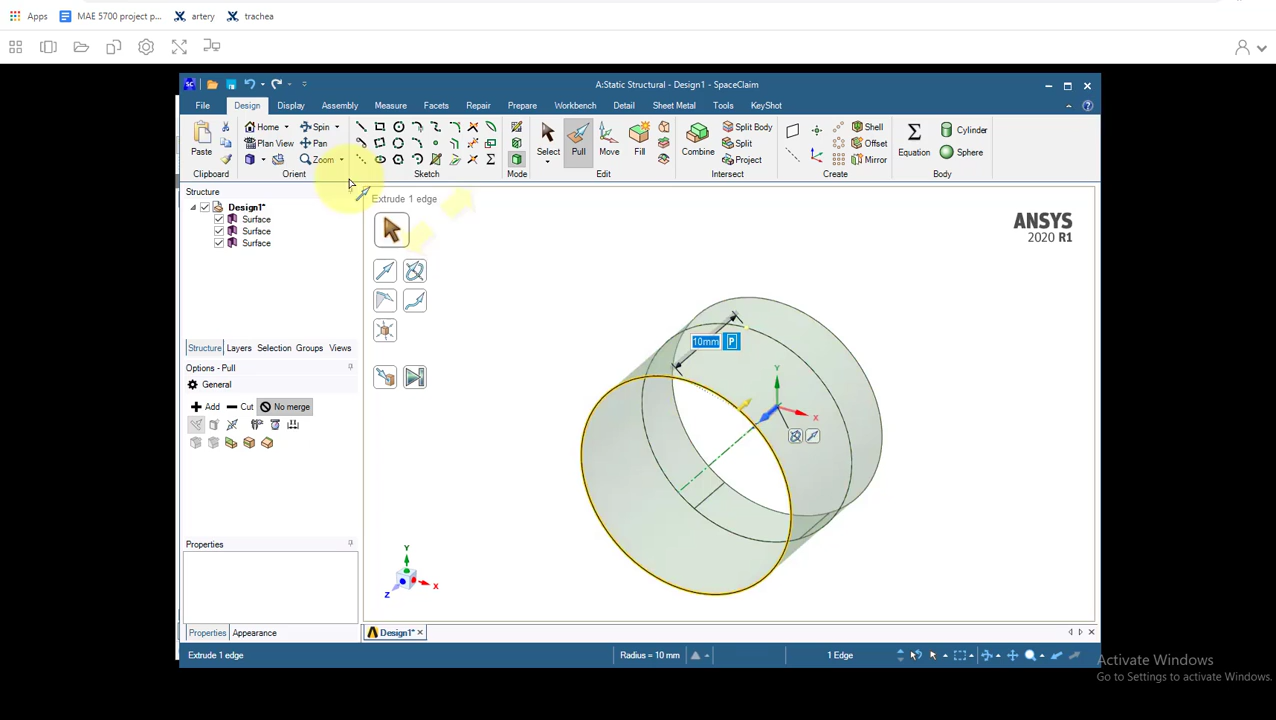 Apps MAE 5700 project p... artery trachea
A:Static Structural - Design1 - SpaceClaim
File Design Display Assembly Measure Facets Repair Prepare Workbench Detail Sheet Metal Tools KeyShot
Home Spin Split Body Shell Cylinder
Plan View Pan Split Offset Sphere
Paste Zoom Select Pull Move Fill Combine Project Mirror Equation
Clipboard Orient Sketch Mode Edit Intersect Create Body
Structure
Extrude 1 edge
Design1*
Surface
Surface
Surface
ANSYS
2020 R1
10mm P
Y
X
Structure Layers Selection Groups Views
Options - Pull
General
Add Cut No merge
Properties
Y
X
Z
Properties Appearance
Design1*
Extrude 1 edge Radius = 10 mm 1 Edge
Activate Windows
Go to Settings to activate Windows.